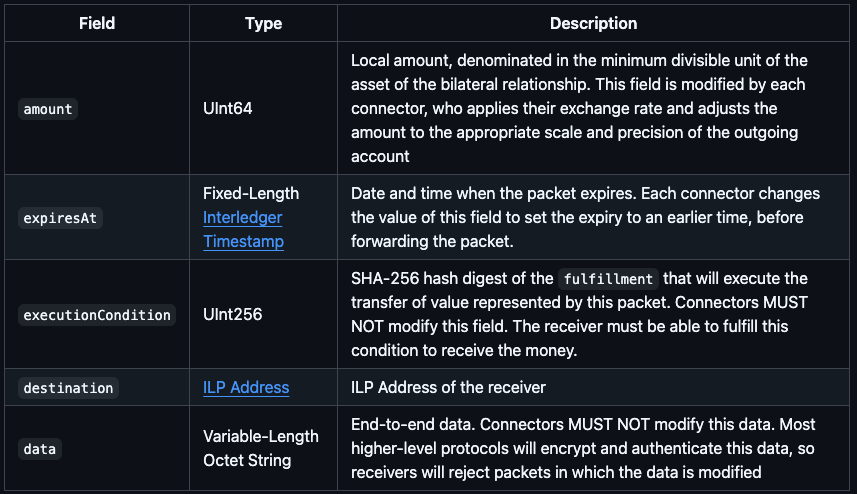 Field Type Description
amount
UInt64
Local amount, denominated in the minimum divisible unit of the
asset of the bilateral relationship. This field is modified by each
connector, who applies their exchange rate and adjusts the
amount to the appropriate scale and precision of the outgoing
account
expiresAt
Fixed-Length
Interledger
Timestamp
Date and time when the packet expires. Each connector changes
the value of this field to set the expiry to an earlier time, before
forwarding the packet.
executionCondition
UInt256
SHA-256 hash digest of the fulfillment that will execute the
transfer of value represented by this packet. Connectors MUST
NOT modify this field. The receiver must be able to fulfill this
condition to receive the money.
destination
ILP Address
ILP Address of the receiver
data
Variable-Length
Octet String
End-to-end data. Connectors MUST NOT modify this data. Most
higher-level protocols will encrypt and authenticate this data, so
receivers will reject packets in which the data is modified